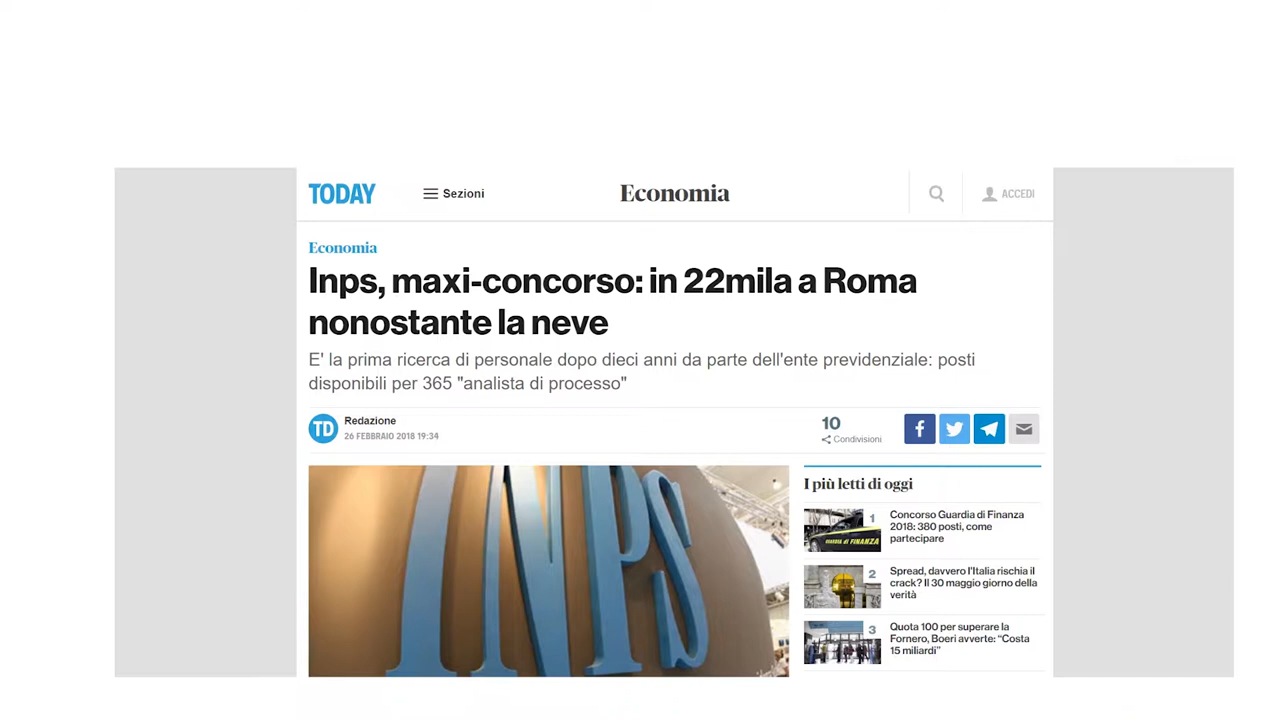 TODAY
Sezioni
Economia
ACCEDI
Economia
Inps, maxi-concorso: in 22mila a Roma
nonostante la neve
E' la prima ricerca di personale dopo dieci anni da parte dell'ente previdenziale: posti
disponibili per 365 "analista di processo"
TD
Redazione
26 FEBBRAIO 2018 19:34
10
Condivisioni
INPS
I più letti di oggi
1
Concorso Guardia di Finanza
2018: 380 posti, come
partecipare
GUARDIA di FINANZA
2
Spread, davvero l'Italia rischia il
crack? Il 30 maggio giorno della
verità
3
Quota 100 per superare la
Fornero, Boeri avverte: “Costa
15 miliardi”